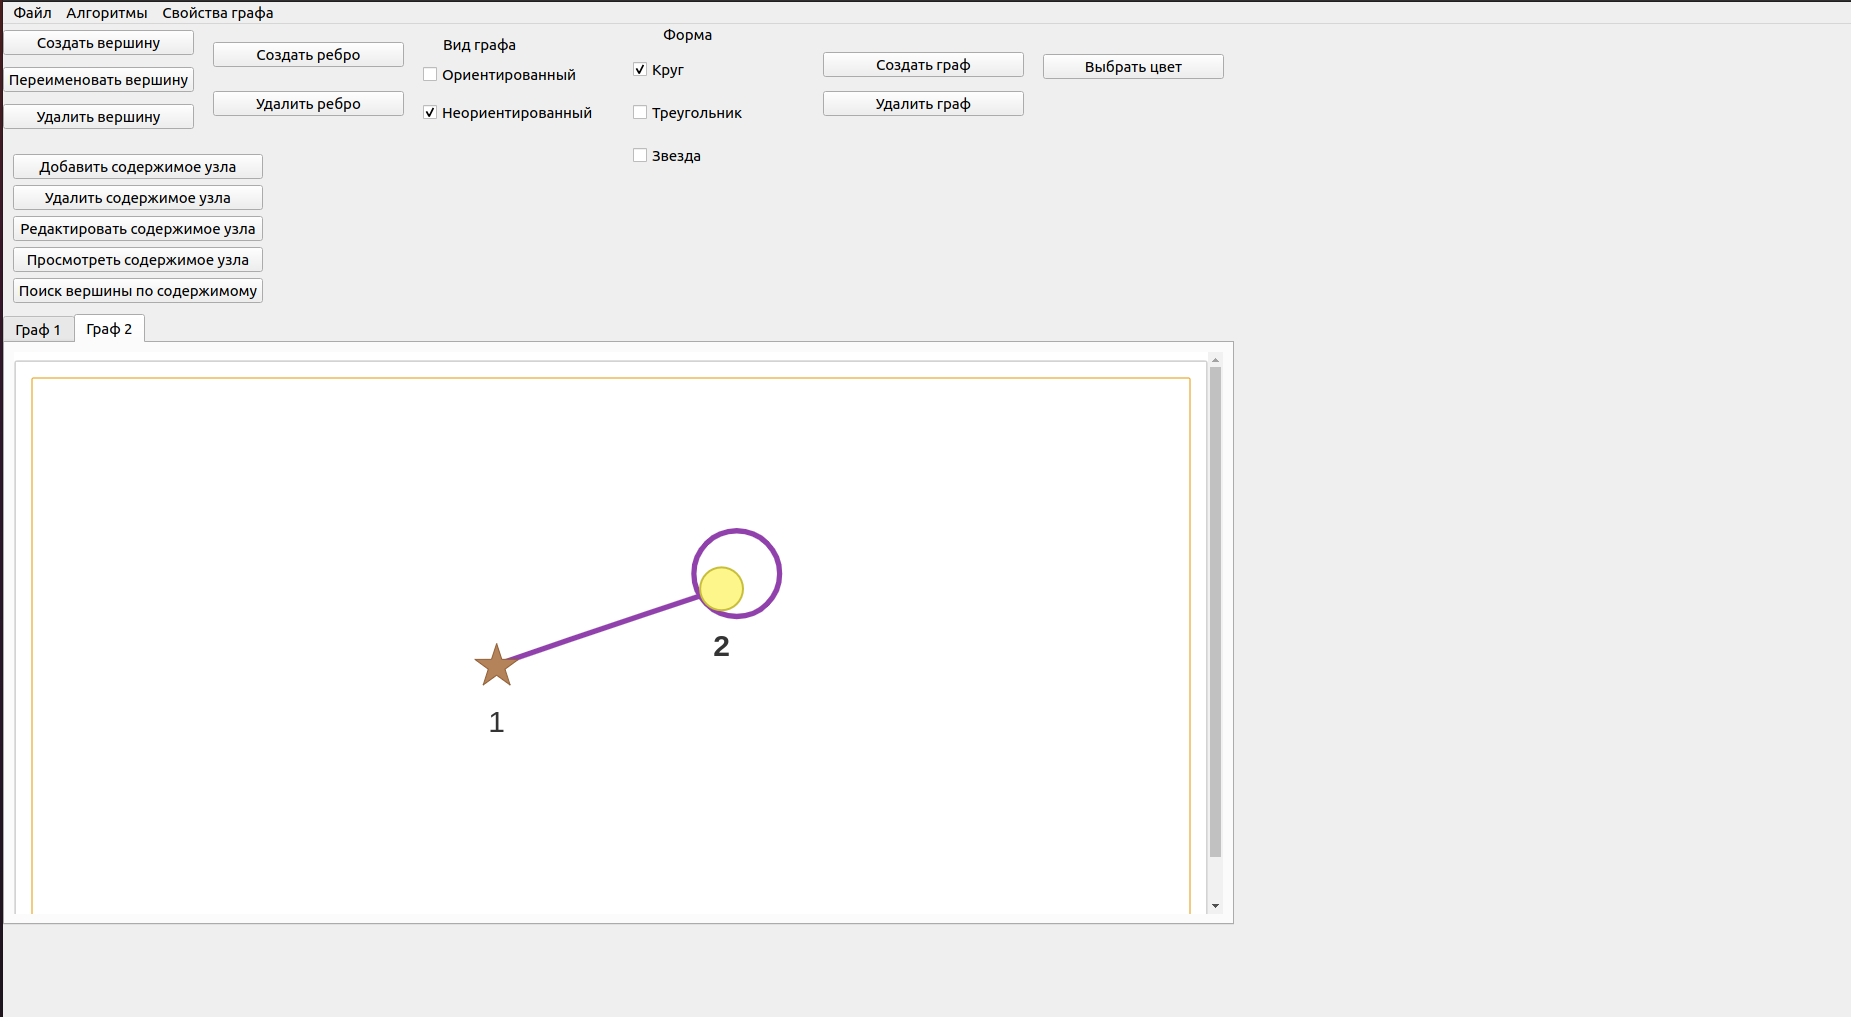 Файл Алгоритмы Свойства графа
Создать вершину
Переименовать вершину
Удалить вершину
Создать ребро
Удалить ребро
Вид графа
Ориентированный
Неориентированный
Форма
Круг
Треугольник
Звезда
Создать граф
Удалить граф
Выбрать цвет
Добавить содержимое узла
Удалить содержимое узла
Редактировать содержимое узла
Просмотреть содержимое узла
Поиск вершины по содержимому
Граф 1 Граф 2
2
1